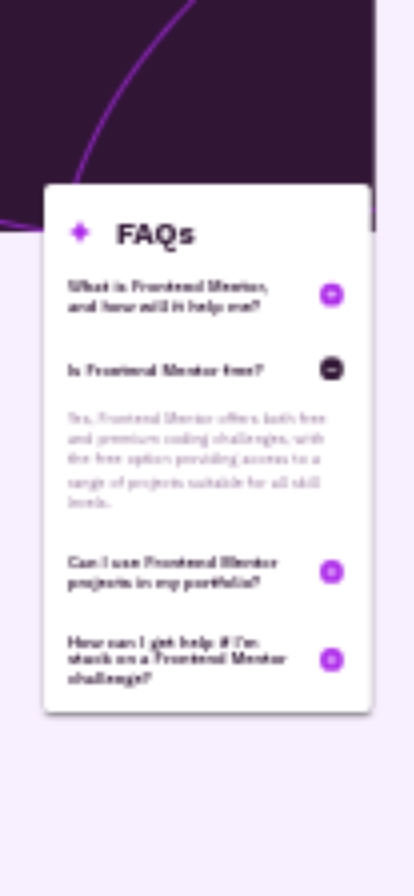 FAQs
What is Frontend Mentor,
and how will it help me?
Is Frontend Mentor free?
Yes, Frontend Mentor offers both free
and premium coding challenges, with
the free option providing access to a
range of projects suitable for all skill
levels.
Can I use Frontend Mentor
projects in my portfolio?
How can I get help if I'm
stuck on a Frontend Mentor
challenge?